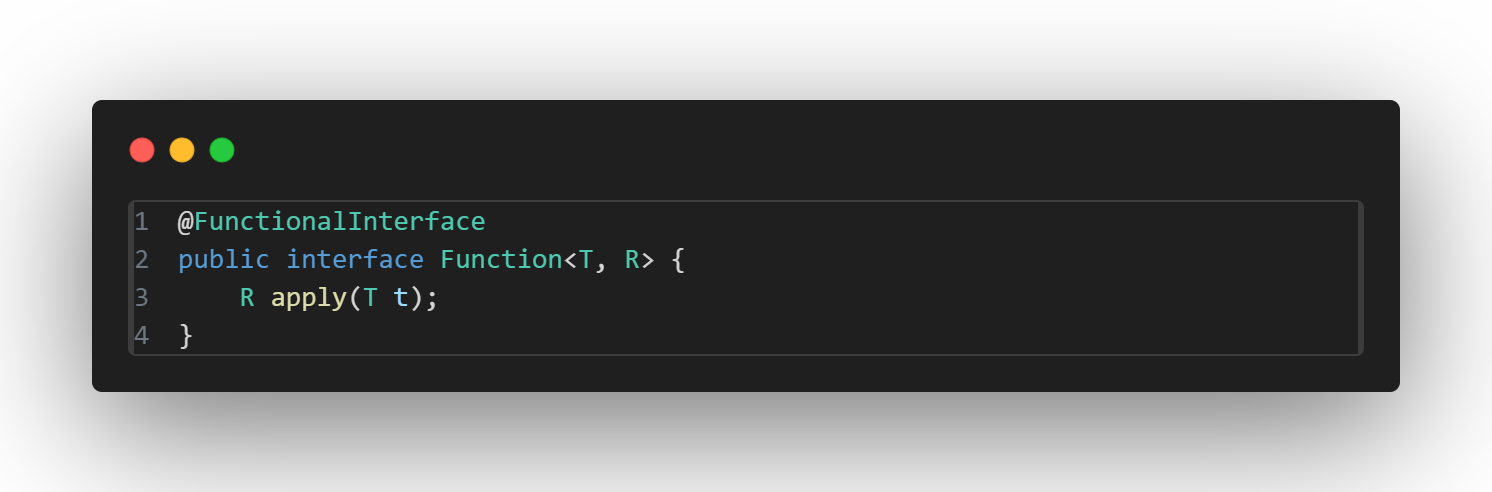 1 @FunctionalInterface
2 public interface Function<T, R> {
3     R apply(T t);
4 }